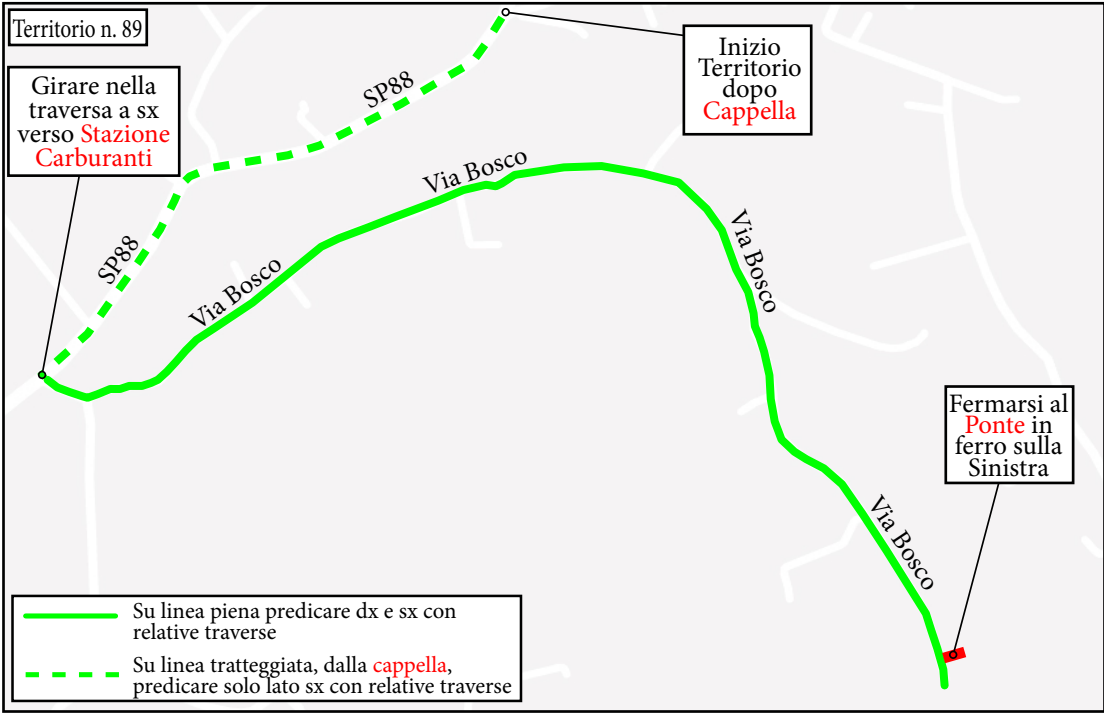 Territorio n. 89
Girare nella
traversa a sx
verso Stazione
Carburanti
Inizio
Territorio
dopo
Cappella
SP88
SP88
Via Bosco
Via Bosco
Via Bosco
Via Bosco
Fermarsi al
Ponte in
ferro sulla
Sinistra
Su linea piena predicare dx e sx con
relative traverse
Su linea tratteggiata, dalla cappella,
predicare solo lato sx con relative traverse